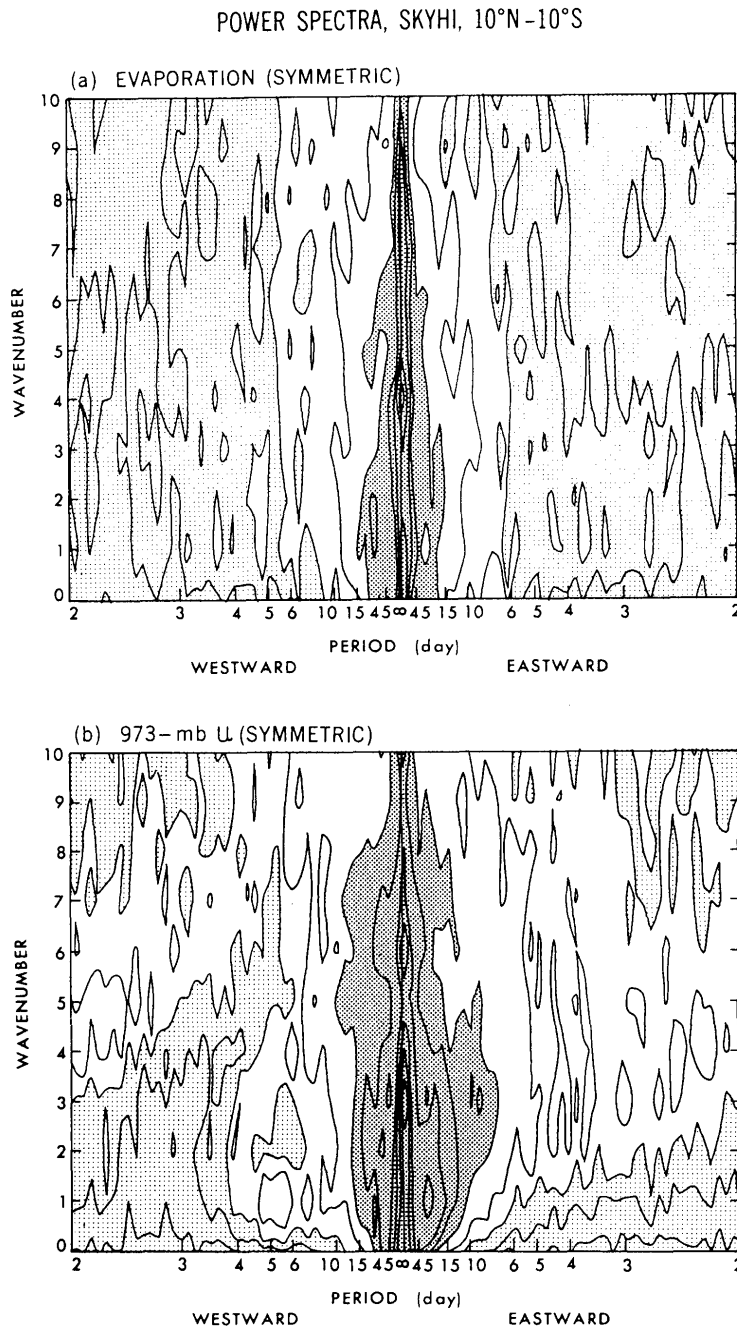 POWER SPECTRA, SKYHI, 10°N-10°S
(a) EVAPORATION (SYMMETRIC)
10
9
8
7
6
5
4
3
2
1
0
WAVENUMBER
2 3 4 5 6 10 15 45 ∞ 45 15 10 6 5 4 3 2
PERIOD (day)
WESTWARD EASTWARD
(b) 973-mb U (SYMMETRIC)
10
9
8
7
6
5
4
3
2
1
0
WAVENUMBER
2 3 4 5 6 10 15 45 ∞ 45 15 10 6 5 4 3 2
PERIOD (day)
WESTWARD EASTWARD